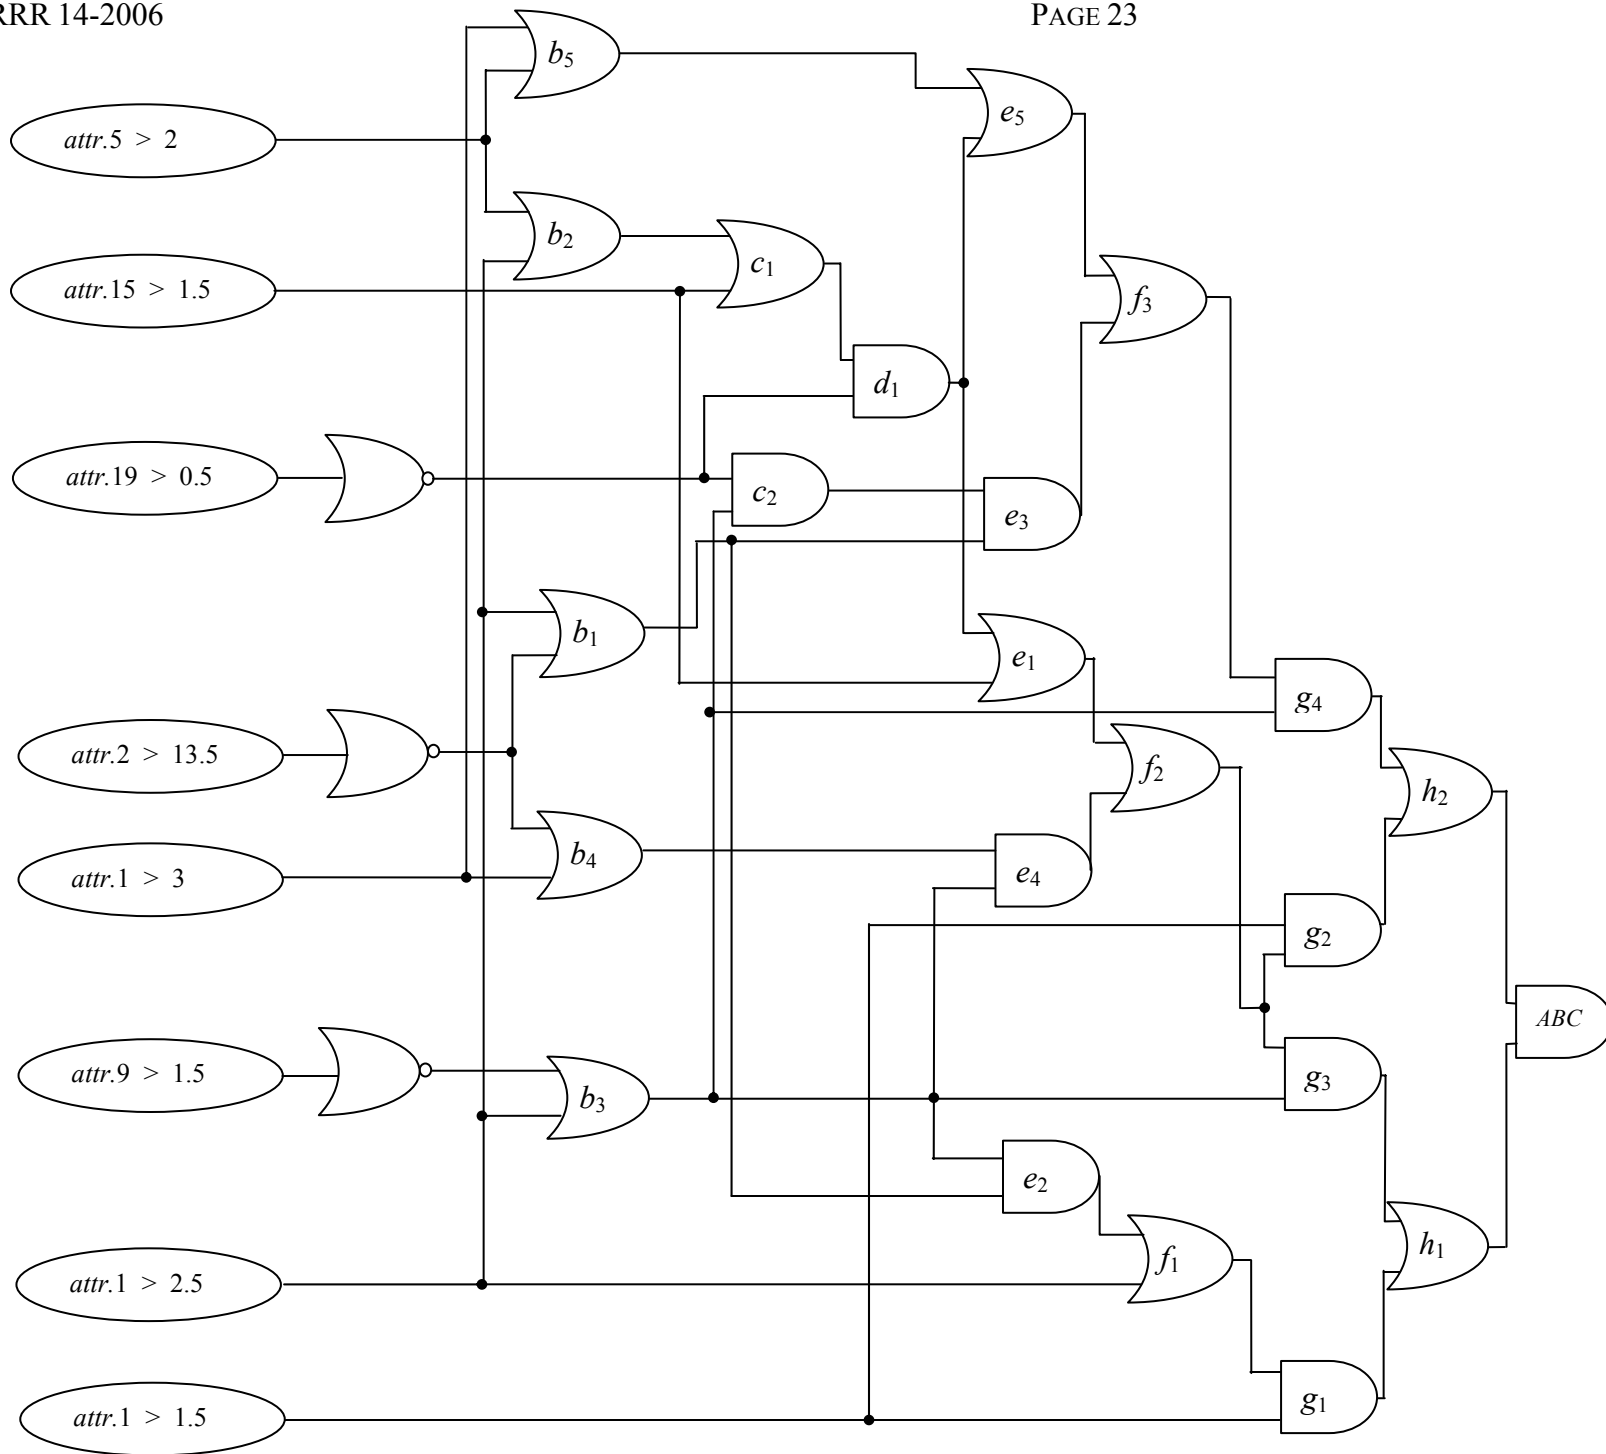 RRR 14-2006
PAGE 23
b5
e5
attr.5 > 2
b2
c1
attr.15 > 1.5
f3
d1
attr.19 > 0.5
c2
e3
b1
e1
g4
attr.2 > 13.5
f2
h2
b4
e4
attr.1 > 3
g2
ABC
attr.9 > 1.5
b3
g3
e2
h1
f1
attr.1 > 2.5
g1
attr.1 > 1.5